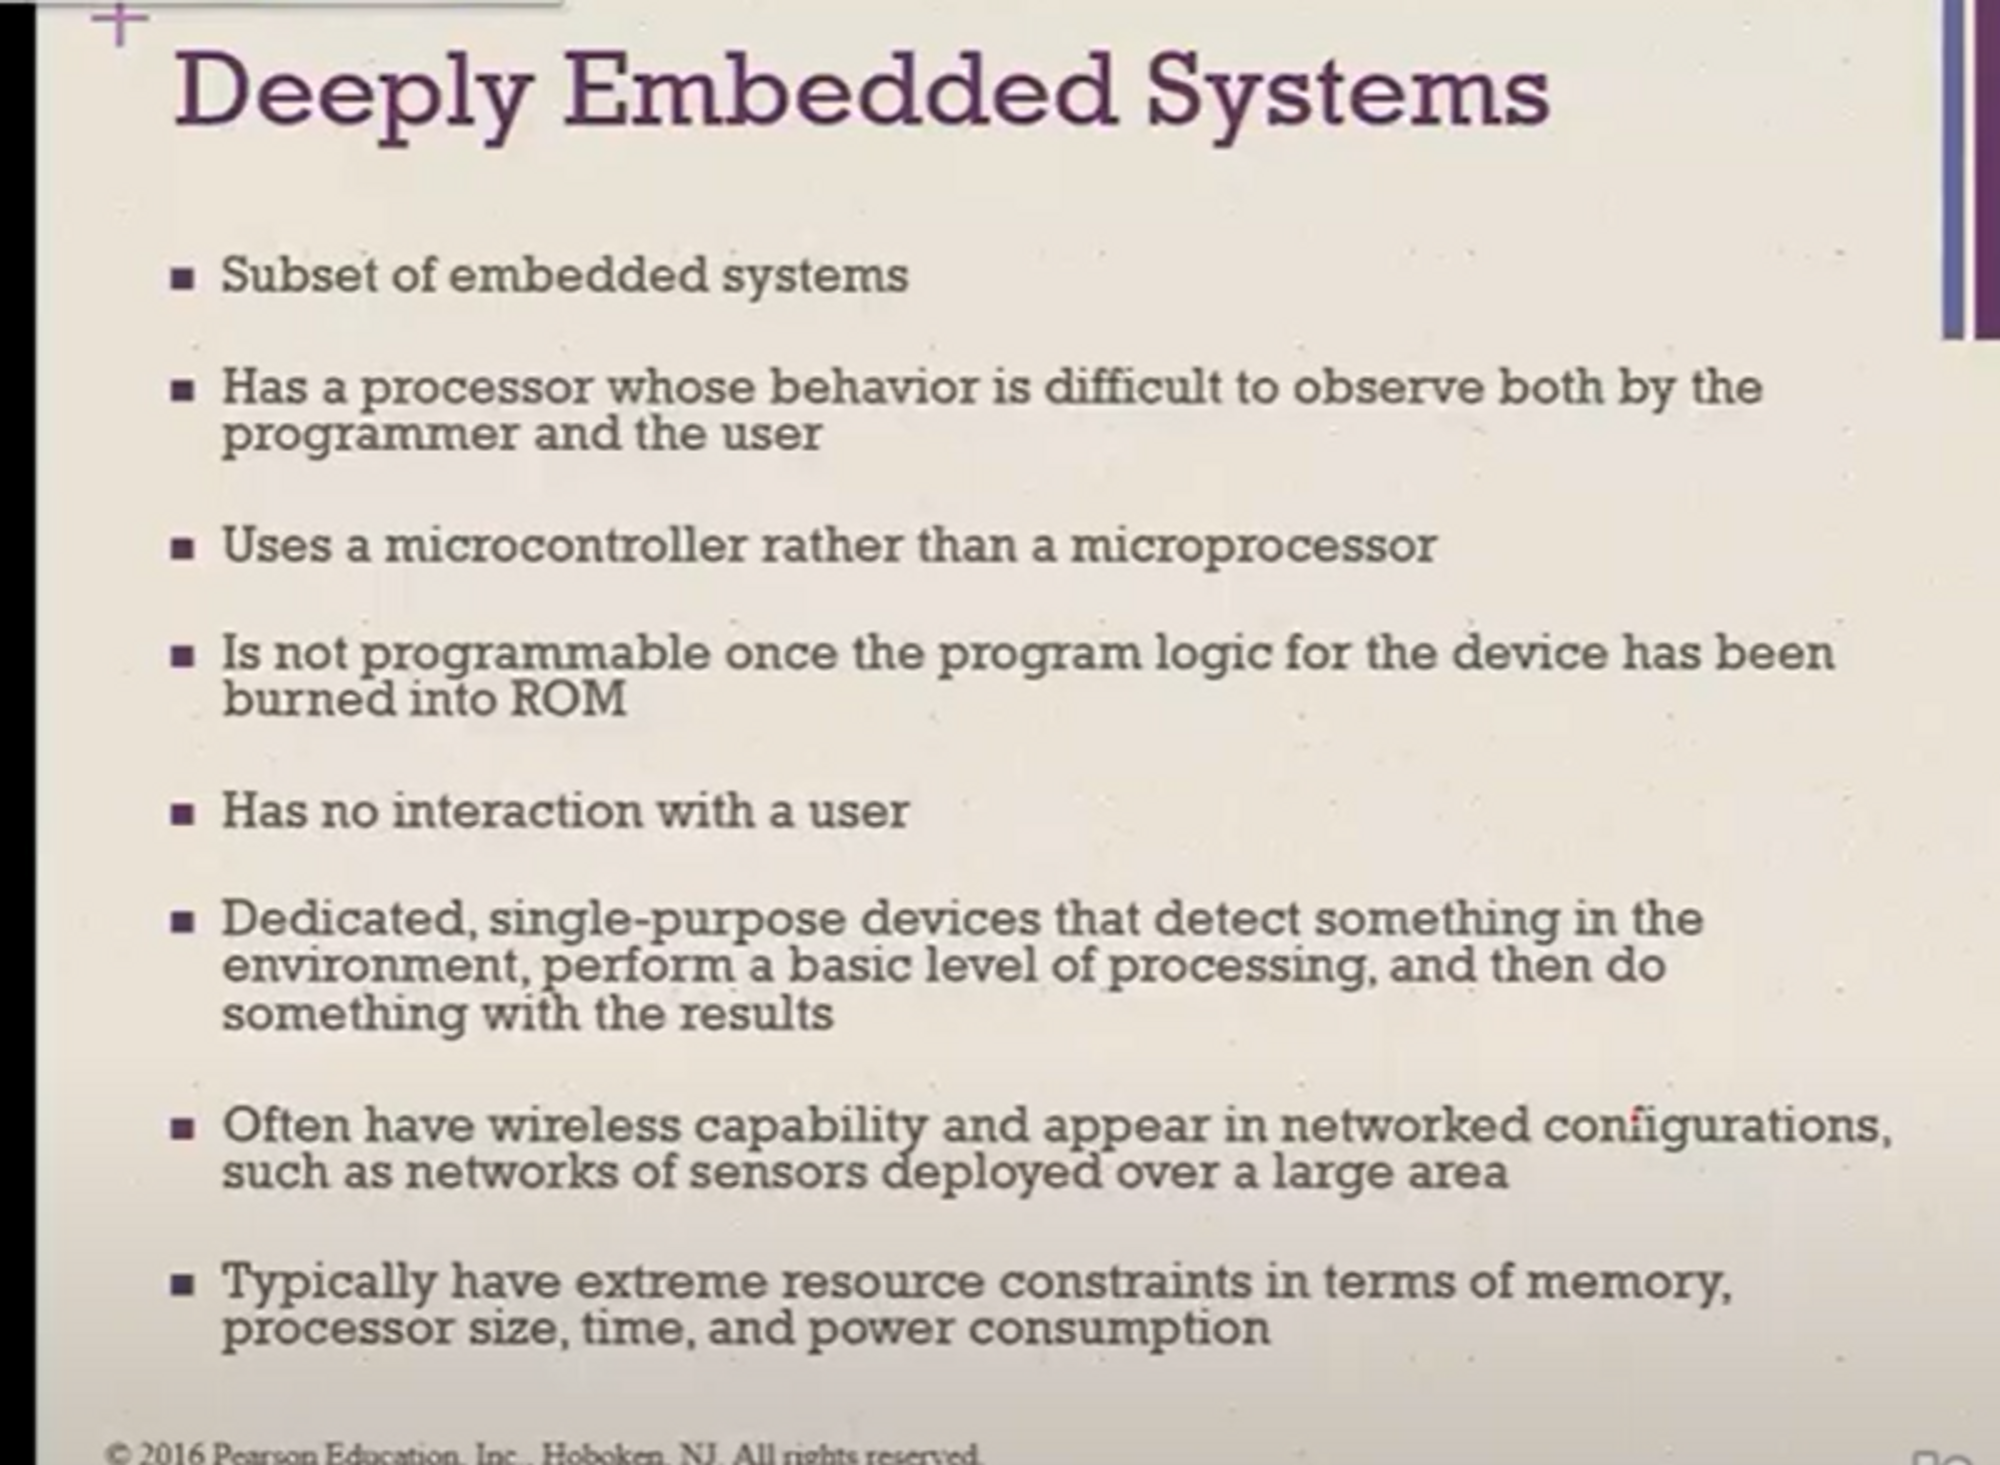 Deeply Embedded Systems
Subset of embedded systems
Has a processor whose behavior is difficult to observe both by the
programmer and the user
Uses a microcontroller rather than a microprocessor
Is not programmable once the program logic for the device has been
burned into ROM
Has no interaction with a user
Dedicated, single-purpose devices that detect something in the
environment, perform a basic level of processing, and then do
something with the results
Often have wireless capability and appear in networked configurations,
such as networks of sensors deployed over a large area
Typically have extreme resource constraints in terms of memory,
processor size, time, and power consumption
© 2016 Pearson Education, Inc., Hoboken, NJ. All rights reserved.